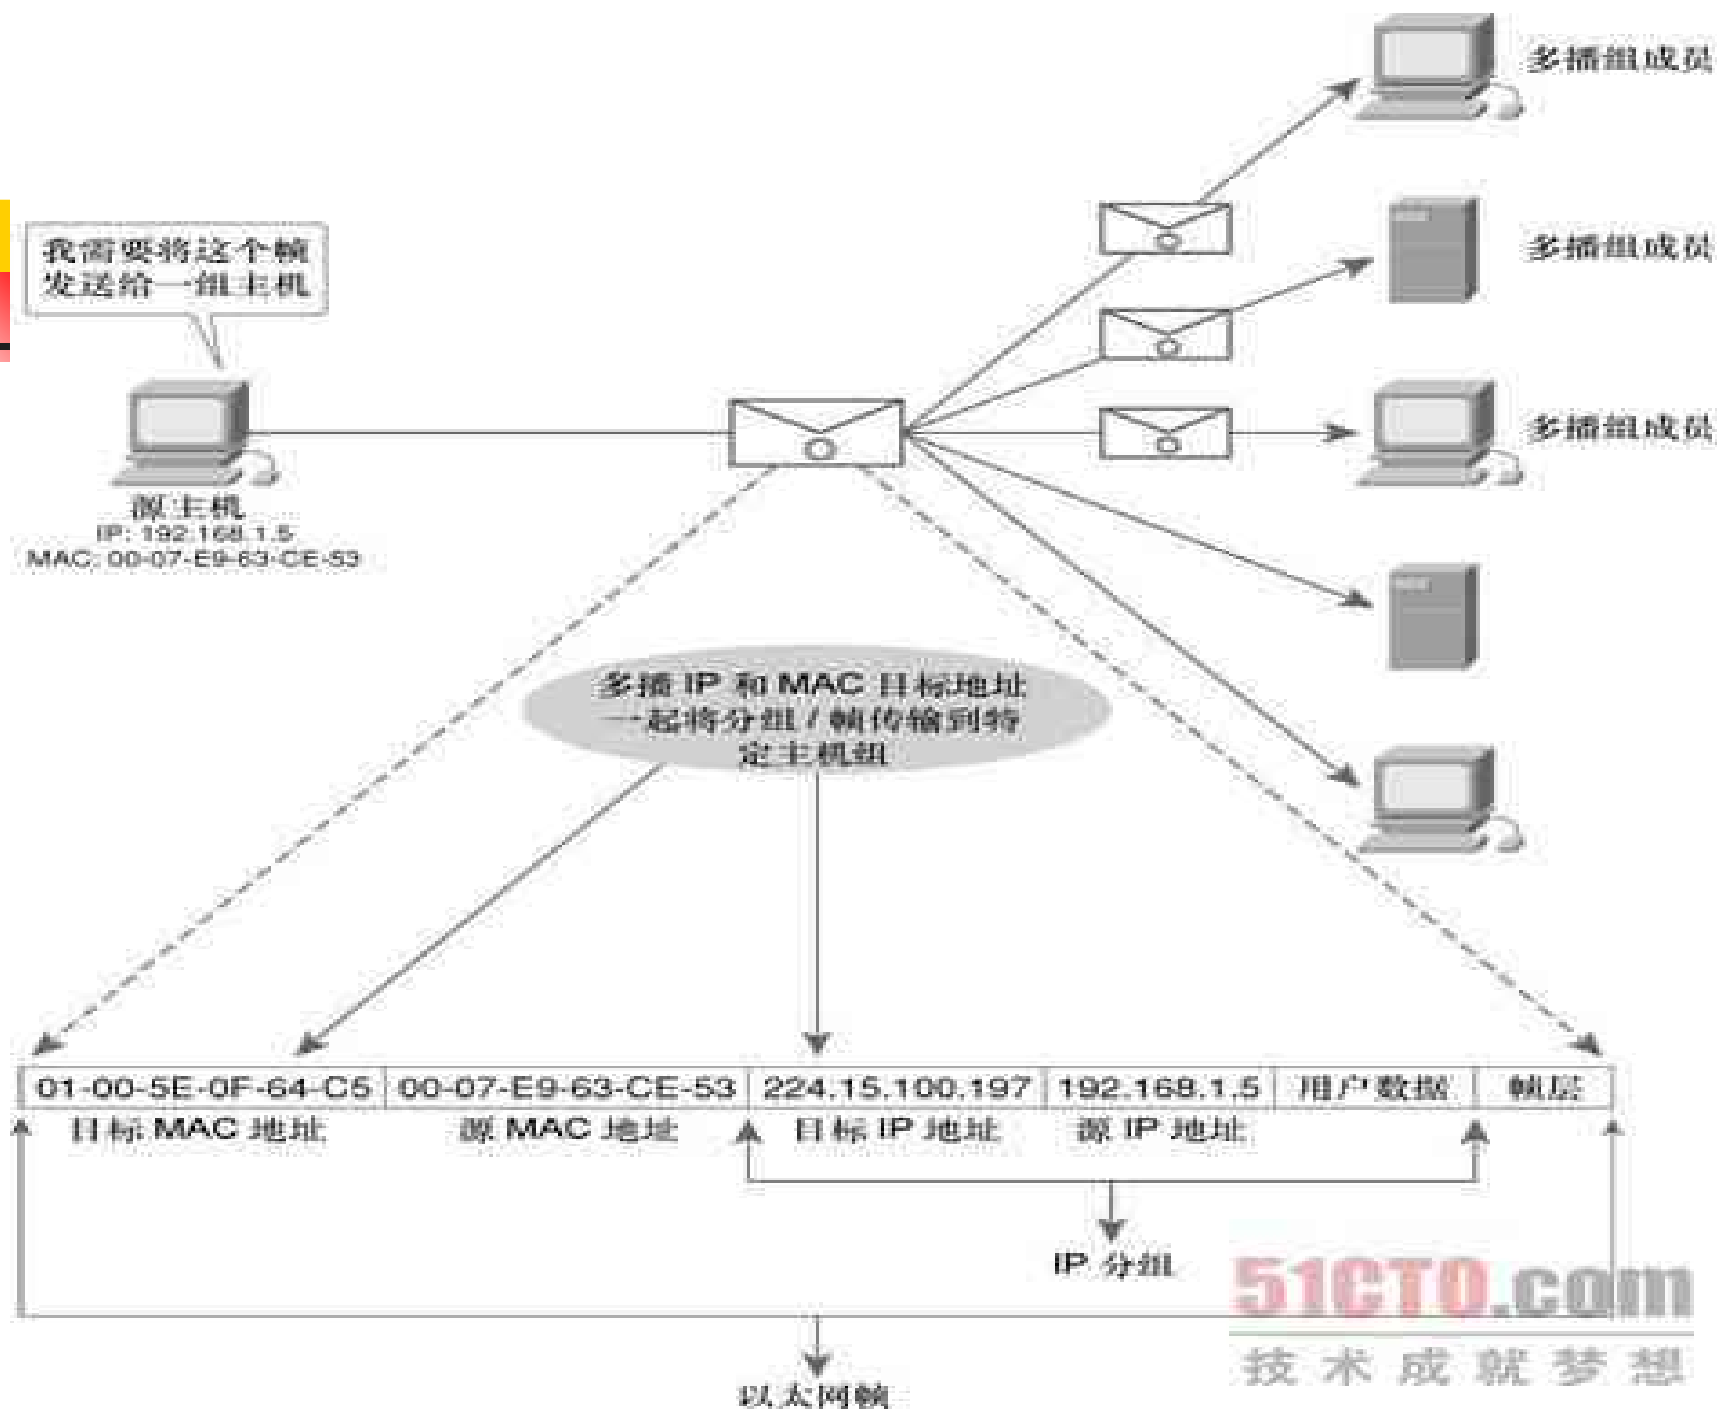 多播组成员
我需要将这个帧
发送给一组主机
多播组成员
多播组成员
源主机
IP: 192.168.1.5
MAC: 00-07-E9-63-CE-53
多播 IP 和 MAC 目标地址
一起将分组 / 帧传输到特
定主机组
01-00-5E-0F-64-C5 00-07-E9-63-CE-53 224.15.100.197 192.168.1.5 用户数据 帧尾
目标 MAC 地址 源 MAC 地址 目标 IP 地址 源 IP 地址
IP 分组
以太网帧
51CTO.com
技术成就梦想